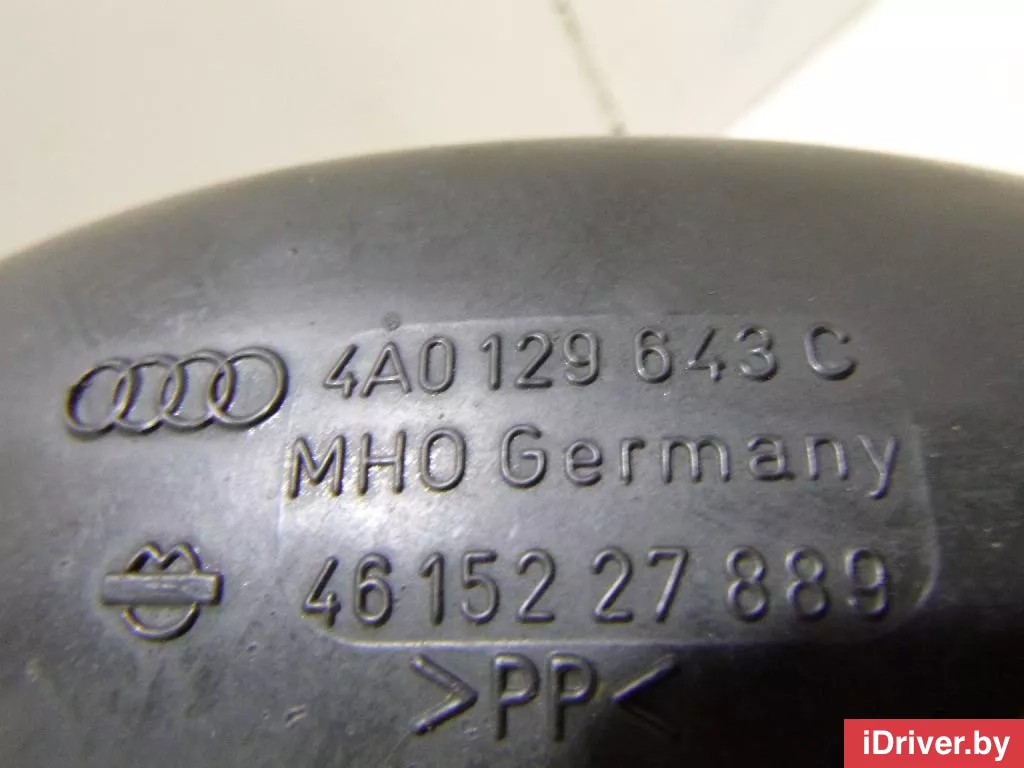 4A0 129 643 C
MHO Germany
46 152 27 889
>PP<
iDriver.by